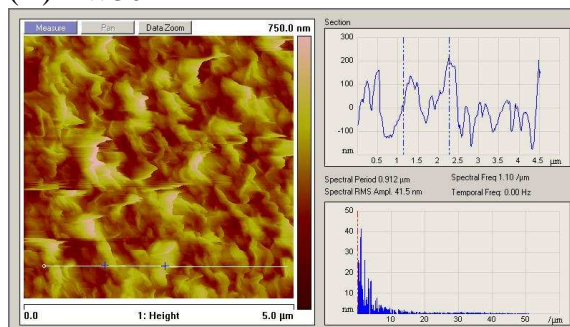 Measure Pan Data Zoom 750.0 nm
0.0 1: Height 5.0 µm
Section
300
200
100
0
-100
nm
0.5 1 1.5 2 2.5 3 3.5 4 4.5 µm
Spectral Period 0.912 µm Spectral Freq 1.10 /µm
Spectral RMS Ampl. 41.5 nm Temporal Freq: 0.00 Hz
50
40
30
20
10
nm
10 20 30 40 50 /µm